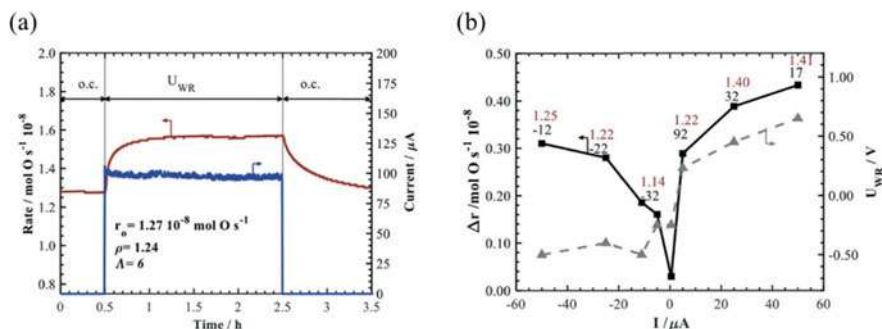 (a)
2.0
1.8
1.6
1.4
1.2
1.0
0.8
Rate / mol O s⁻¹ 10⁻⁸
o.c.
U_WR
o.c.
r_o = 1.27 10⁻⁸ mol O s⁻¹
ρ = 1.24
Λ = 6
200
175
150
125
100
75
50
25
0
Current / μA
0.0 0.5 1.0 1.5 2.0 2.5 3.0 3.5
Time / h
(b)
0.50
0.40
0.30
0.20
0.10
0.00
Δr /mol O s⁻¹ 10⁻⁸
1.25
-12
1.22
-22
1.14
-32
1.22
92
1.40
32
1.41
17
1.00
0.50
0.00
-0.50
U_WR / V
-60 -40 -20 0 20 40 60
I / μA